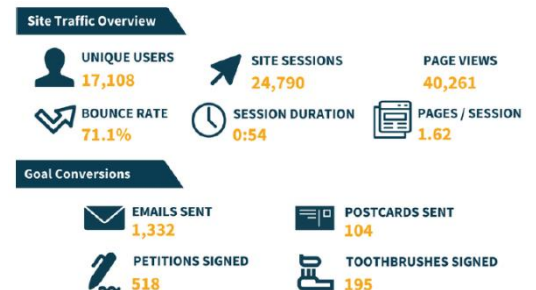 Site Traffic Overview
UNIQUE USERS
17,108
SITE SESSIONS
24,790
PAGE VIEWS
40,261
BOUNCE RATE
71.1%
SESSION DURATION
0:54
PAGES / SESSION
1.62
Goal Conversions
EMAILS SENT
1,332
POSTCARDS SENT
104
PETITIONS SIGNED
518
TOOTHBRUSHES SIGNED
195